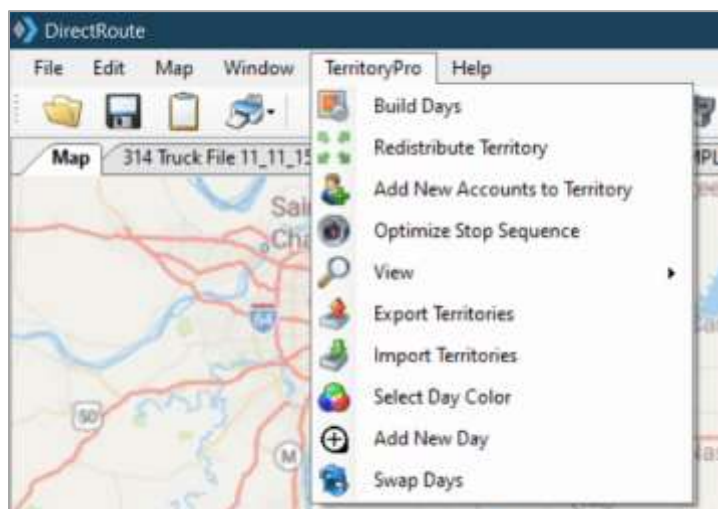 DirectRoute
File Edit Map Window TerritoryPro Help
Map 314 Truck File 11_11_15
Build Days
Redistribute Territory
Add New Accounts to Territory
Optimize Stop Sequence
View
Export Territories
Import Territories
Select Day Color
Add New Day
Swap Days
50
M